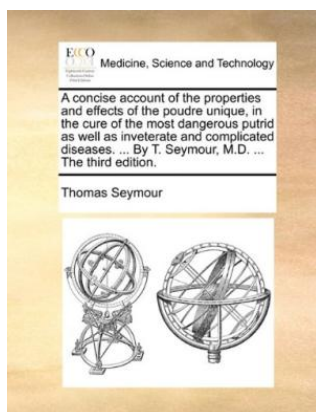 ECCO
Medicine, Science and Technology
A concise account of the properties
and effects of the poudre unique, in
the cure of the most dangerous putrid
as well as inveterate and complicated
diseases. ... By T. Seymour, M.D. ...
The third edition.
Thomas Seymour